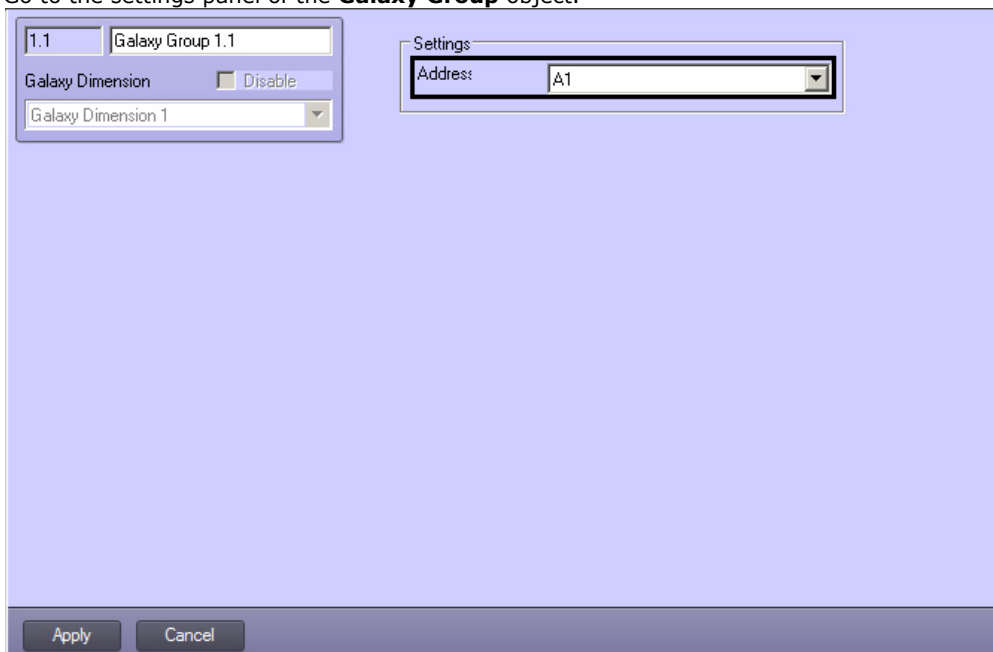 Go to the settings panel of the Galaxy Group object.
1.1 Galaxy Group 1.1
Galaxy Dimension Disable
Galaxy Dimension 1
Settings
Address A1
Apply Cancel